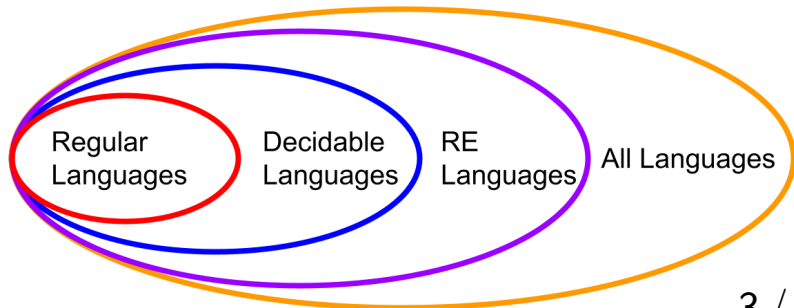 Regular
Languages
Decidable
Languages
RE
Languages
All Languages
3 /